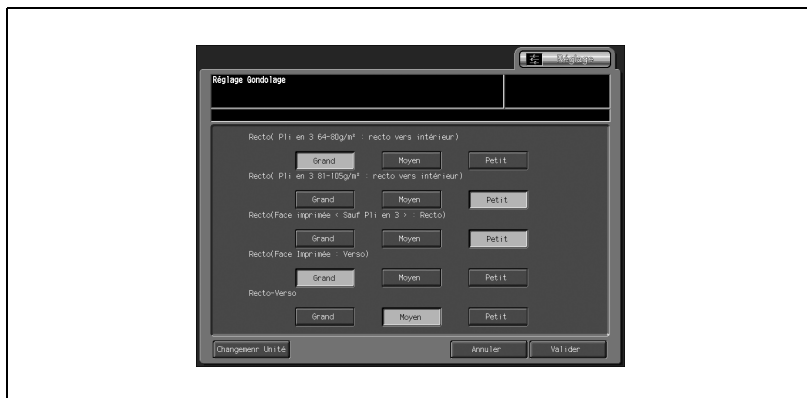 Réglage
Réglage Gondolage
Recto( Pli en 3 64-80g/m² : recto vers intérieur)
Grand Moyen Petit
Recto( Pli en 3 81-105g/m² : recto vers intérieur)
Grand Moyen Petit
Recto(Face imprimée < Sauf Pli en 3 > : Recto)
Grand Moyen Petit
Recto(Face Imprimée : Verso)
Grand Moyen Petit
Recto-Verso
Grand Moyen Petit
Changemenr Unité Annuler Valider